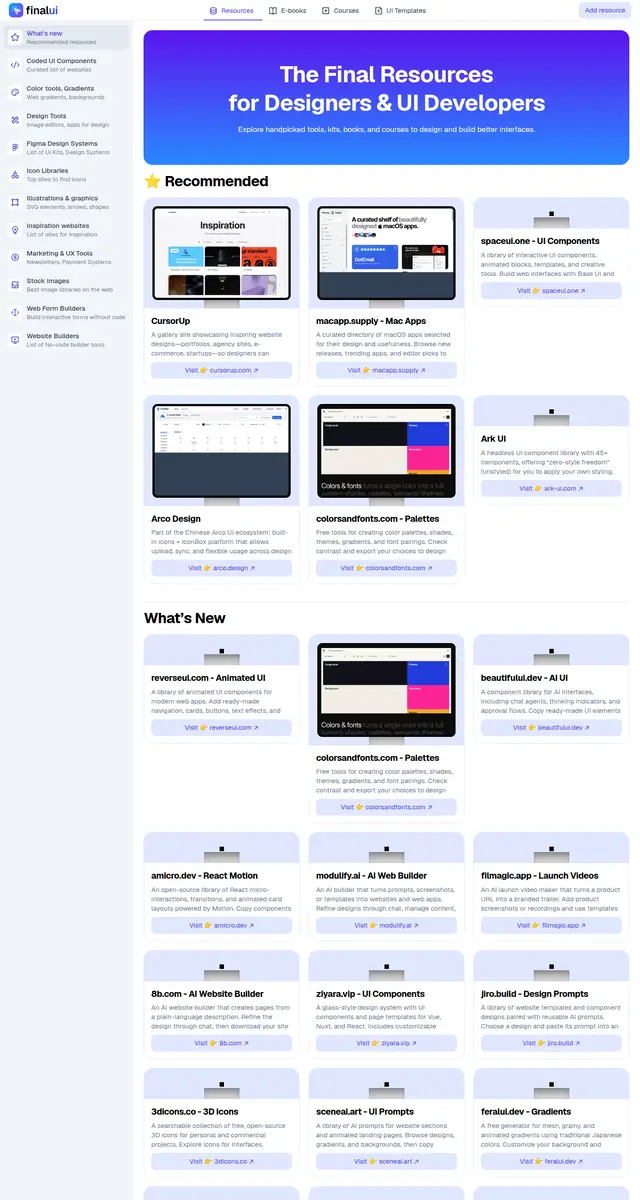 finalui
Resources
E-books
Courses
UI Templates
Add resource
What's new
Recommended resources
Coded UI Components
Curated list of websites
Color tools, Gradients
Web gradients, backgrounds
Design Tools
Image editors, apps for design
Figma Design Systems
List of UI Kits, Design Systems
Icon Libraries
Top sites to find icons
Illustrations & graphics
SVG elements, arrows, shapes
Inspiration websites
List of sites for inspiration
Marketing & UX Tools
Newsletters, Payment Systems
Stock images
Best image libraries on the web
Web Form Builders
Build interactive forms without code
Website Builders
List of No-code builder tools
The Final Resources
for Designers & UI Developers
Explore handpicked tools, kits, books, and courses to design and build better interfaces.
⭐ Recommended
Inspiration
CursorUp
A gallery site showcasing inspiring website
designs—portfolios, agency sites, e-
commerce, startups—so designers can
Visit 👉 cursorup.com ↗
A curated shelf of beautifully
designed macOS apps.
macapp.supply - Mac Apps
A curated directory of macOS apps selected
for their design and usefulness. Browse new
releases, trending apps, and editor picks to
Visit 👉 macapp.supply ↗
spaceui.one - UI Components
A library of interactive UI components,
animated blocks, templates, and creative
tools. Build web interfaces with Base UI and
Visit 👉 spaceui.one ↗
Arco Design
Part of the Chinese Arco UI ecosystem: built-
in icons + IconBox platform that allows
upload, sync, and flexible usage across design
Visit 👉 arco.design ↗
Colors & fonts turns a single color into a full
colorsandfonts.com - Palettes
Free tools for creating color palettes, shades,
themes, gradients, and font pairings. Check
contrast and export your choices to design
Visit 👉 colorsandfonts.com ↗
Ark UI
A headless UI component library with 45+
components, offering "zero-style freedom"
(unstyled) for you to apply your own styling,
Visit 👉 ark-ui.com ↗
What's New
reverseui.com - Animated UI
A library of animated UI components for
modern web apps. Add ready-made
navigation, cards, buttons, text effects, and
Visit 👉 reverseui.com ↗
Colors & fonts turns a single color into a full
colorsandfonts.com - Palettes
Free tools for creating color palettes, shades,
themes, gradients, and font pairings. Check
contrast and export your choices to design
Visit 👉 colorsandfonts.com ↗
beautifului.dev - AI UI
A component library for AI interfaces,
including chat agents, thinking indicators, and
approval flows. Copy ready-made UI elements
Visit 👉 beautifului.dev ↗
amicro.dev - React Motion
An open-source library of React micro-
interactions, transitions, and animated card
layouts powered by Motion. Copy components
Visit 👉 amicro.dev ↗
modulify.ai - AI Web Builder
An AI builder that turns prompts, screenshots,
or templates into websites and web apps.
Refine designs through chat, manage content,
Visit 👉 modulify.ai ↗
filmagic.app - Launch Videos
An AI launch video maker that turns a product
URL into a branded trailer. Add product
screenshots or recordings and use templates
Visit 👉 filmagic.app ↗
8b.com - AI Website Builder
An AI website builder that creates pages from
a plain-language description. Refine the
design through chat, then download your site
Visit 👉 8b.com ↗
ziyara.vip - UI Components
A glass-style design system with UI
components and page templates for Vue,
Nuxt, and React. Includes customizable
Visit 👉 ziyara.vip ↗
jiro.build - Design Prompts
A library of website templates and component
designs paired with reusable AI prompts.
Choose a design and paste its prompt into an
Visit 👉 jiro.build ↗
3dicons.co - 3D icons
A searchable collection of free, open-source
3D icons for personal and commercial
projects. Explore icons for interfaces,
Visit 👉 3dicons.co ↗
sceneai.art - UI Prompts
A library of AI prompts for website sections
and animated landing pages. Browse designs,
gradients, and backgrounds, then copy
Visit 👉 sceneai.art ↗
feralui.dev - Gradients
A free generator for mesh, grainy, and
animated gradients using traditional Japanese
colors. Customize your background and
Visit 👉 feralui.dev ↗